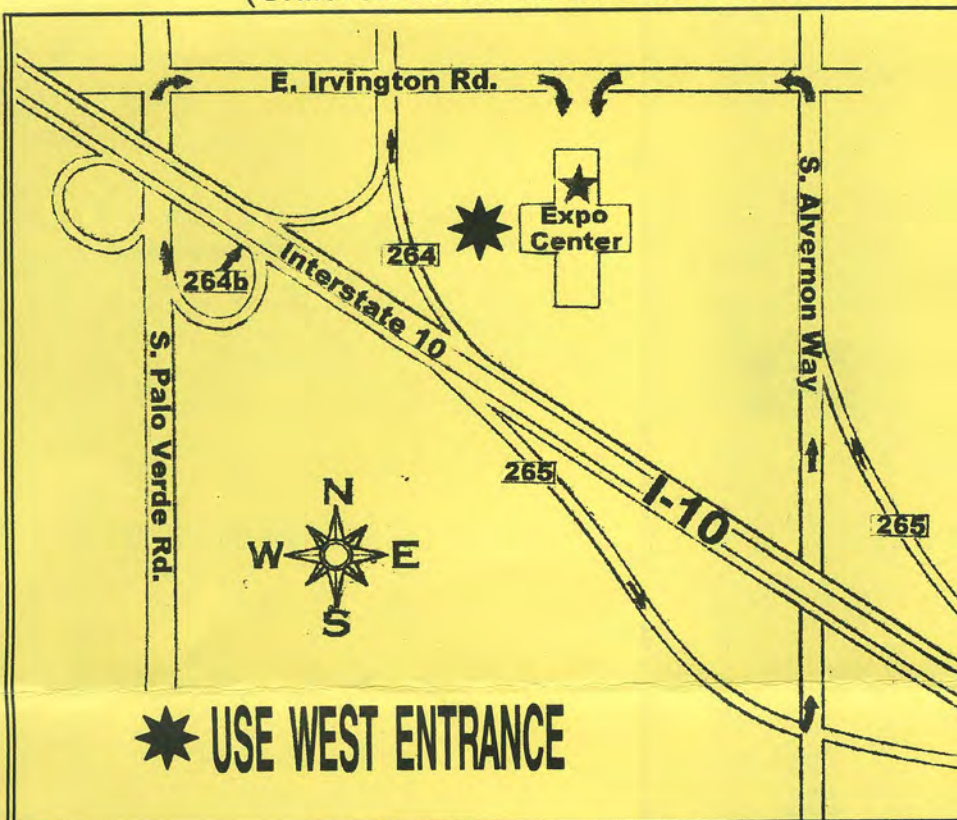 E. Irvington Rd.
S. Alvernon Way
Expo
Center
264
264b
Interstate 10
S. Palo Verde Rd.
265
I-10
265
N
W E
S
USE WEST ENTRANCE